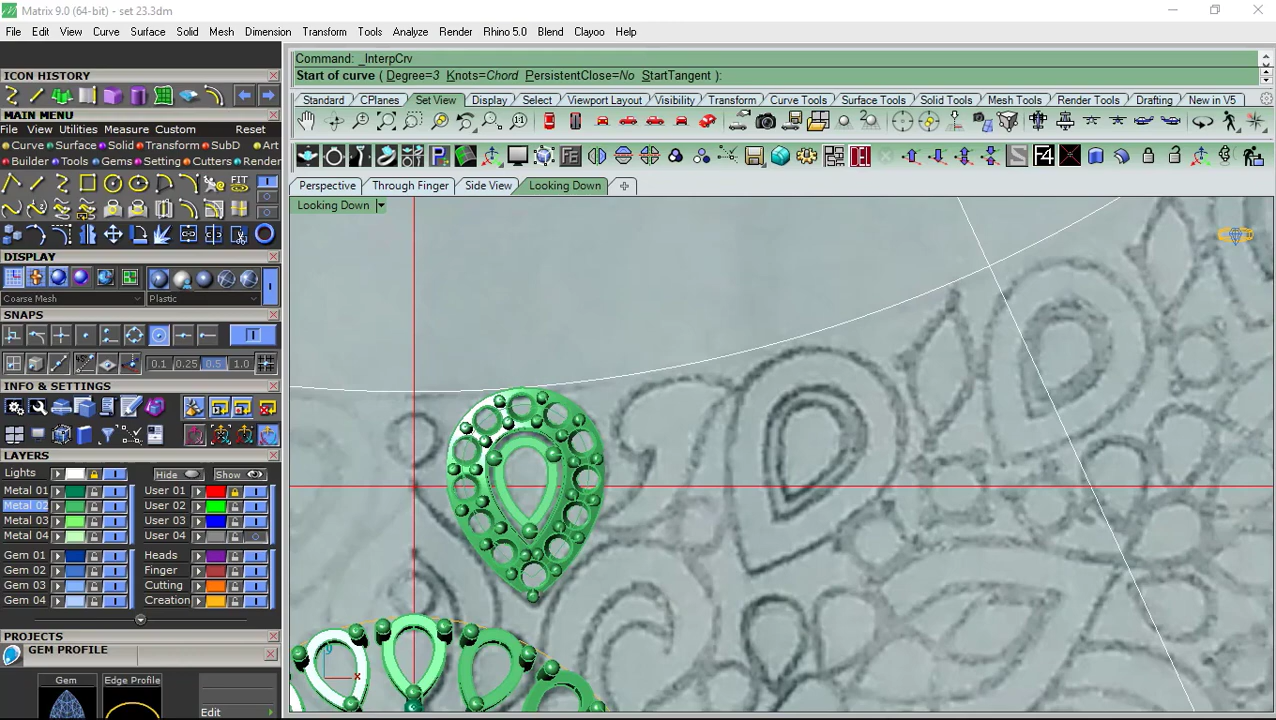 Matrix 9.0 (64-bit) - set 23.3dm
File Edit View Curve Surface Solid Mesh Dimension Transform Tools Analyze Render Rhino 5.0 Blend Clayoo Help
ICON HISTORY
MAIN MENU
File View Utilities Measure Custom Reset
Curve Surface Solid Transform SubD Art
Builder Tools Gems Setting Cutters Render
DISPLAY
Coarse Mesh Plastic
SNAPS
0.1 0.25 0.5 1.0
INFO & SETTINGS
LAYERS
Lights Hide Show
Metal 01 User 01
Metal 02 User 02
Metal 03 User 03
Metal 04 User 04
Gem 01 Heads
Gem 02 Finger
Gem 03 Cutting
Gem 04 Creation
PROJECTS
GEM PROFILE
Gem Edge Profile
Edit
Command: _InterpCrv
Start of curve ( Degree=3 Knots=Chord PersistentClose=No StartTangent ):
Standard CPlanes Set View Display Select Viewport Layout Visibility Transform Curve Tools Surface Tools Solid Tools Mesh Tools Render Tools Drafting New in V5
Perspective Through Finger Side View Looking Down
Looking Down